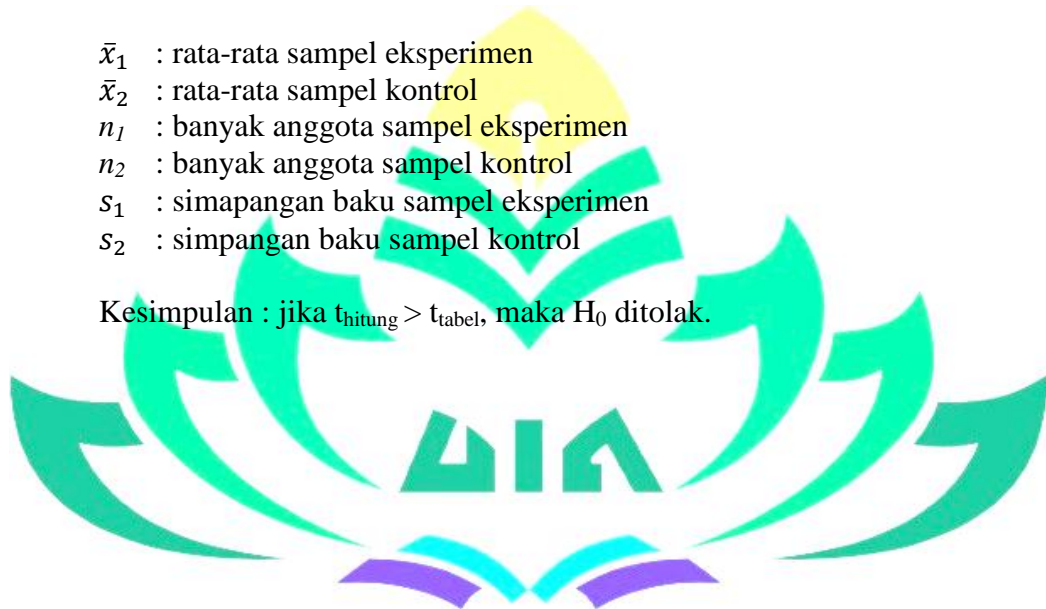 x̄₁ : rata-rata sampel eksperimen
x̄₂ : rata-rata sampel kontrol
n₁ : banyak anggota sampel eksperimen
n₂ : banyak anggota sampel kontrol
s₁ : simapangan baku sampel eksperimen
s₂ : simpangan baku sampel kontrol
Kesimpulan : jika t_hitung > t_tabel, maka H₀ ditolak.
UIN